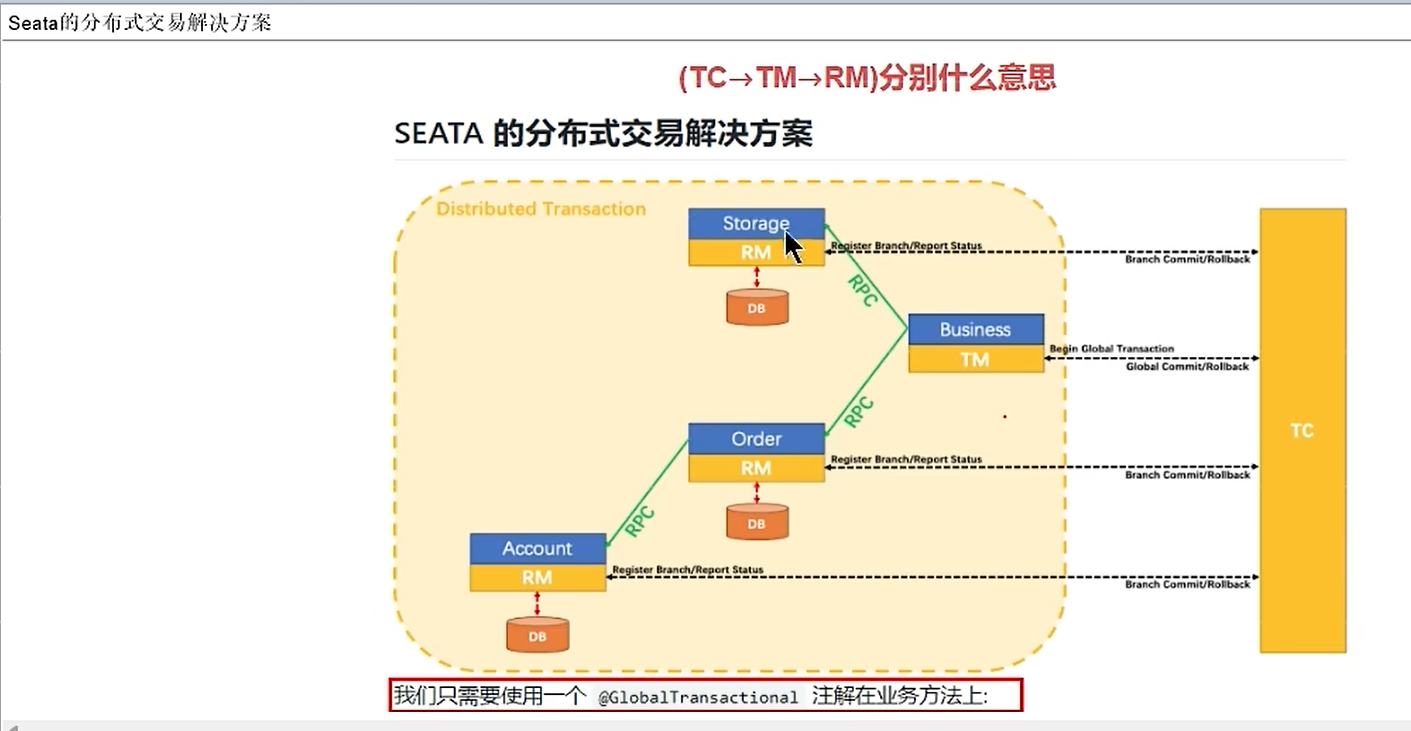 Seata的分布式交易解决方案
(TC→TM→RM)分别什么意思
SEATA 的分布式交易解决方案
Distributed Transaction
Storage
RM
DB
Register Branch/Report Status
Branch Commit/Rollback
RPC
Business
TM
Begin Global Transaction
Global Commit/Rollback
RPC
TC
Order
RM
DB
Register Branch/Report Status
Branch Commit/Rollback
RPC
Account
RM
DB
Register Branch/Report Status
Branch Commit/Rollback
我们只需要使用一个 @GlobalTransactional 注解在业务方法上: